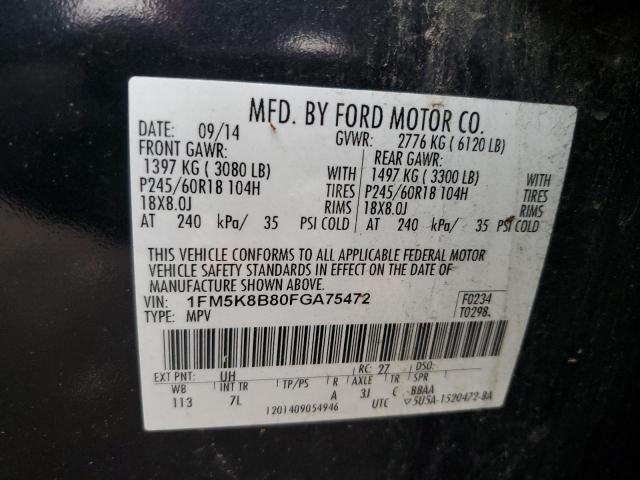 MFD. BY FORD MOTOR CO.
DATE: 09/14 GVWR: 2776 KG ( 6120 LB)
FRONT GAWR: REAR GAWR:
1397 KG ( 3080 LB) WITH 1497 KG ( 3300 LB) WITH
P245/60R18 104H TIRES P245/60R18 104H TIRES
18X8.0J RIMS 18X8.0J RIMS
AT 240 kPa/ 35 PSI COLD AT 240 kPa/ 35 PSI COLD
THIS VEHICLE CONFORMS TO ALL APPLICABLE FEDERAL MOTOR
VEHICLE SAFETY STANDARDS IN EFFECT ON THE DATE OF
MANUFACTURE SHOWN ABOVE.
VIN: 1FM5K8B80FGA75472 F0234
TYPE: MPV T0298
EXT PNT: UH RC: 27 DSO:
WB INT TR TP/PS R AXLE TR SPR
113 7L A 3J C BBAA
1201409054946 UTC ▽5U5A-1520472-BA